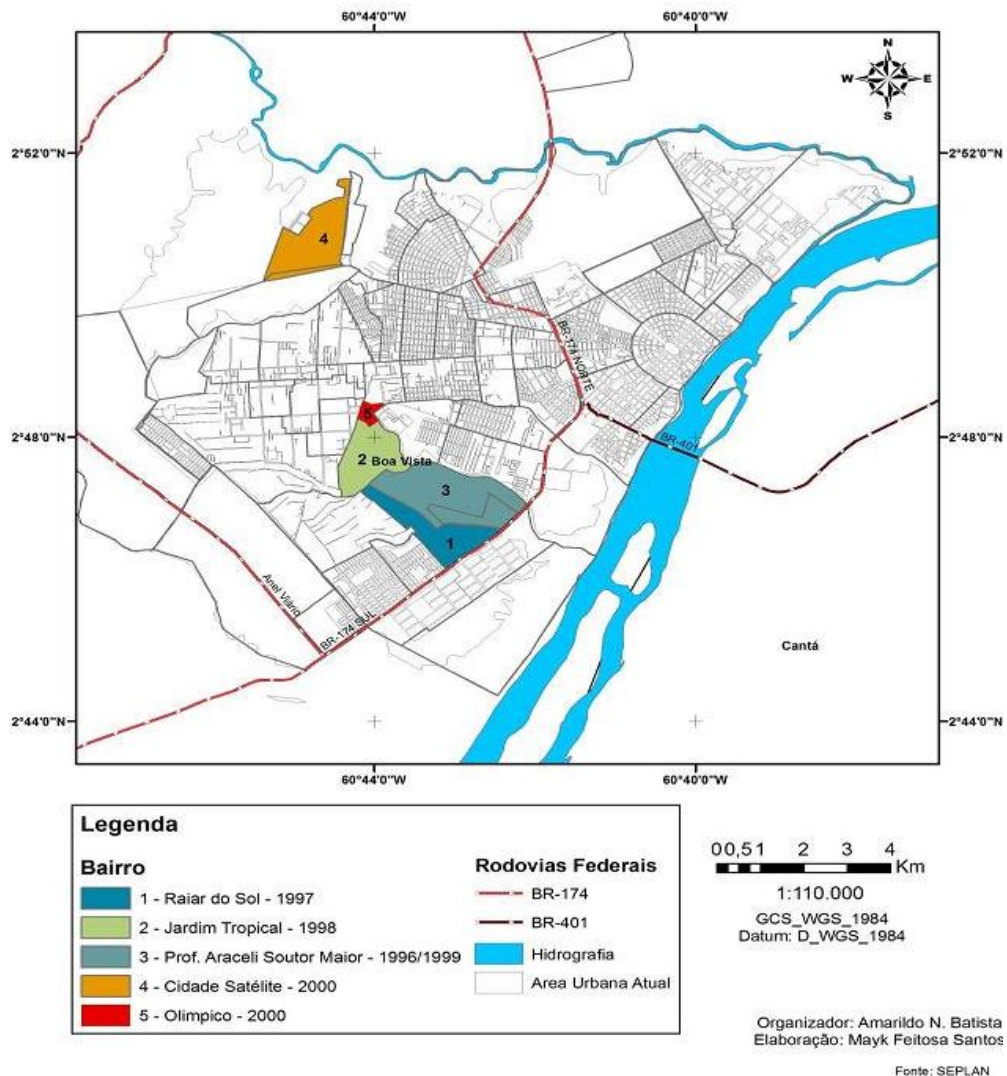 60°44'0"W
60°40'0"W
N
W
E
S
2°52'0"N
2°52'0"N
4
BR-174 NORTE
5
2°48'0"N
BR-401
2°48'0"N
2
Boa Vista
3
1
Anel Viário
BR-174 SUL
Cantá
2°44'0"N
2°44'0"N
60°44'0"W
60°40'0"W
Legenda
Bairro
1 - Raiar do Sol - 1997
2 - Jardim Tropical - 1998
3 - Prof. Araceli Soutor Maior - 1996/1999
4 - Cidade Satélite - 2000
5 - Olimpico - 2000
Rodovias Federais
BR-174
BR-401
Hidrografia
Area Urbana Atual
0 0,5 1 2 3 4
Km
1:110.000
GCS_WGS_1984
Datum: D_WGS_1984
Organizador: Amarildo N. Batista
Elaboração: Mayk Feitosa Santos
Fonte: SEPLAN